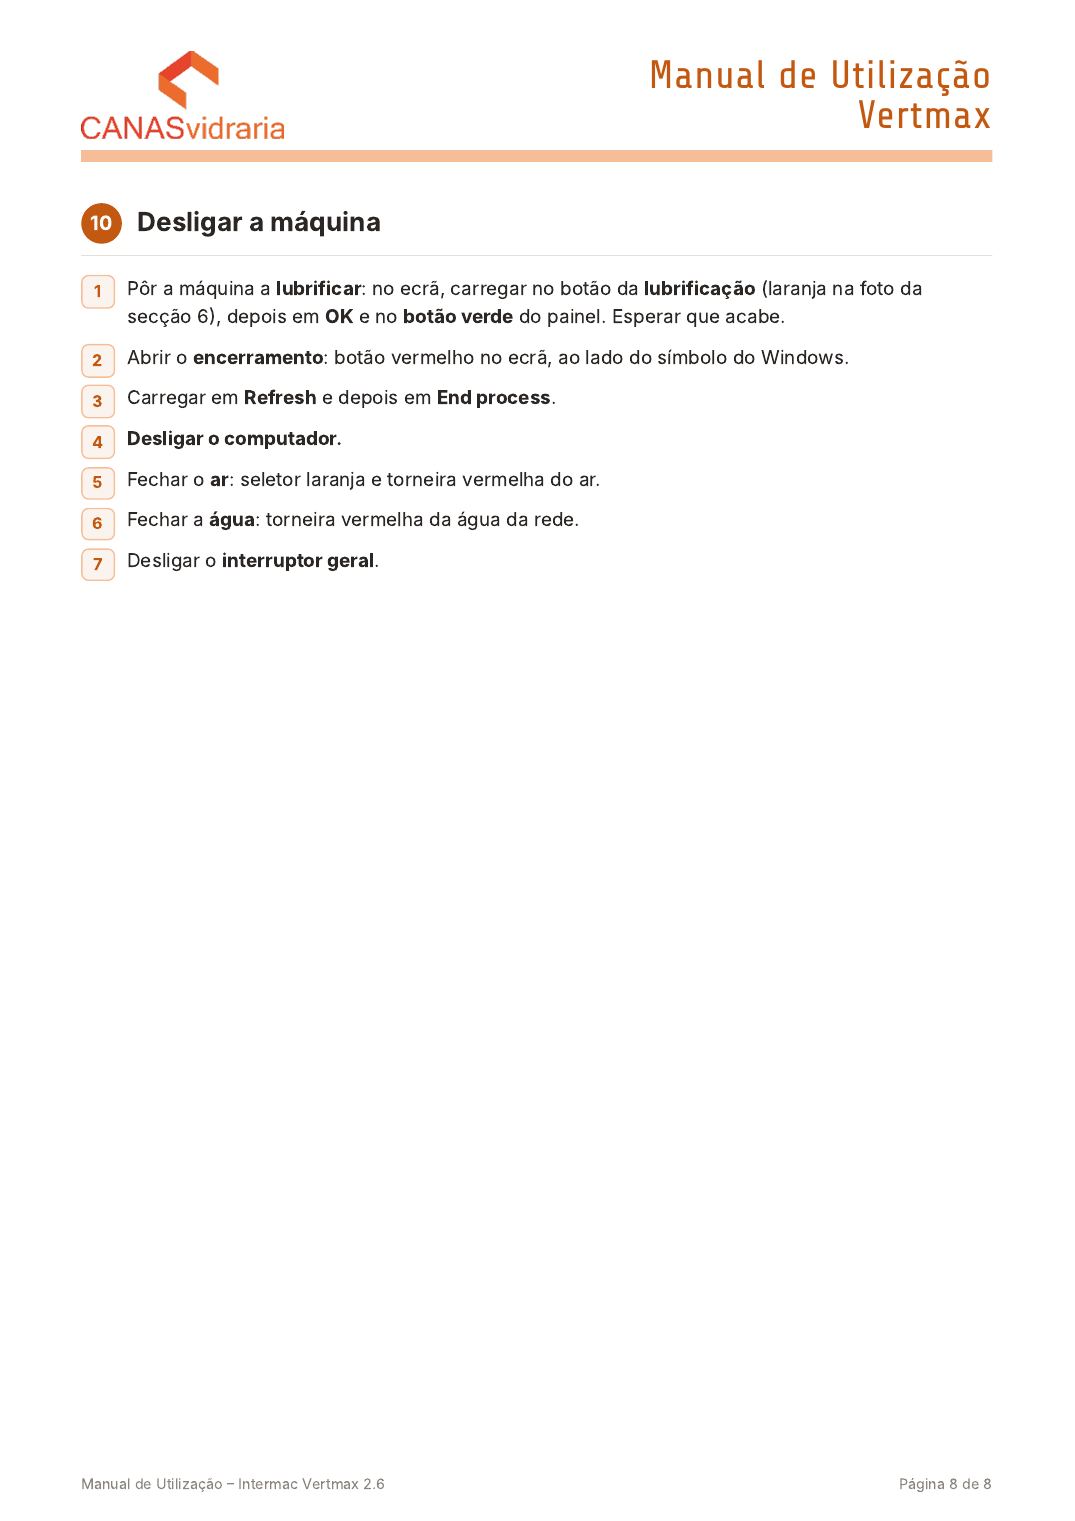 CANASvidraria
Manual de Utilização
Vertmax
10 Desligar a máquina
1 Pôr a máquina a lubrificar: no ecrã, carregar no botão da lubrificação (laranja na foto da
secção 6), depois em OK e no botão verde do painel. Esperar que acabe.
2 Abrir o encerramento: botão vermelho no ecrã, ao lado do símbolo do Windows.
3 Carregar em Refresh e depois em End process.
4 Desligar o computador.
5 Fechar o ar: seletor laranja e torneira vermelha do ar.
6 Fechar a água: torneira vermelha da água da rede.
7 Desligar o interruptor geral.
Manual de Utilização – Intermac Vertmax 2.6
Página 8 de 8